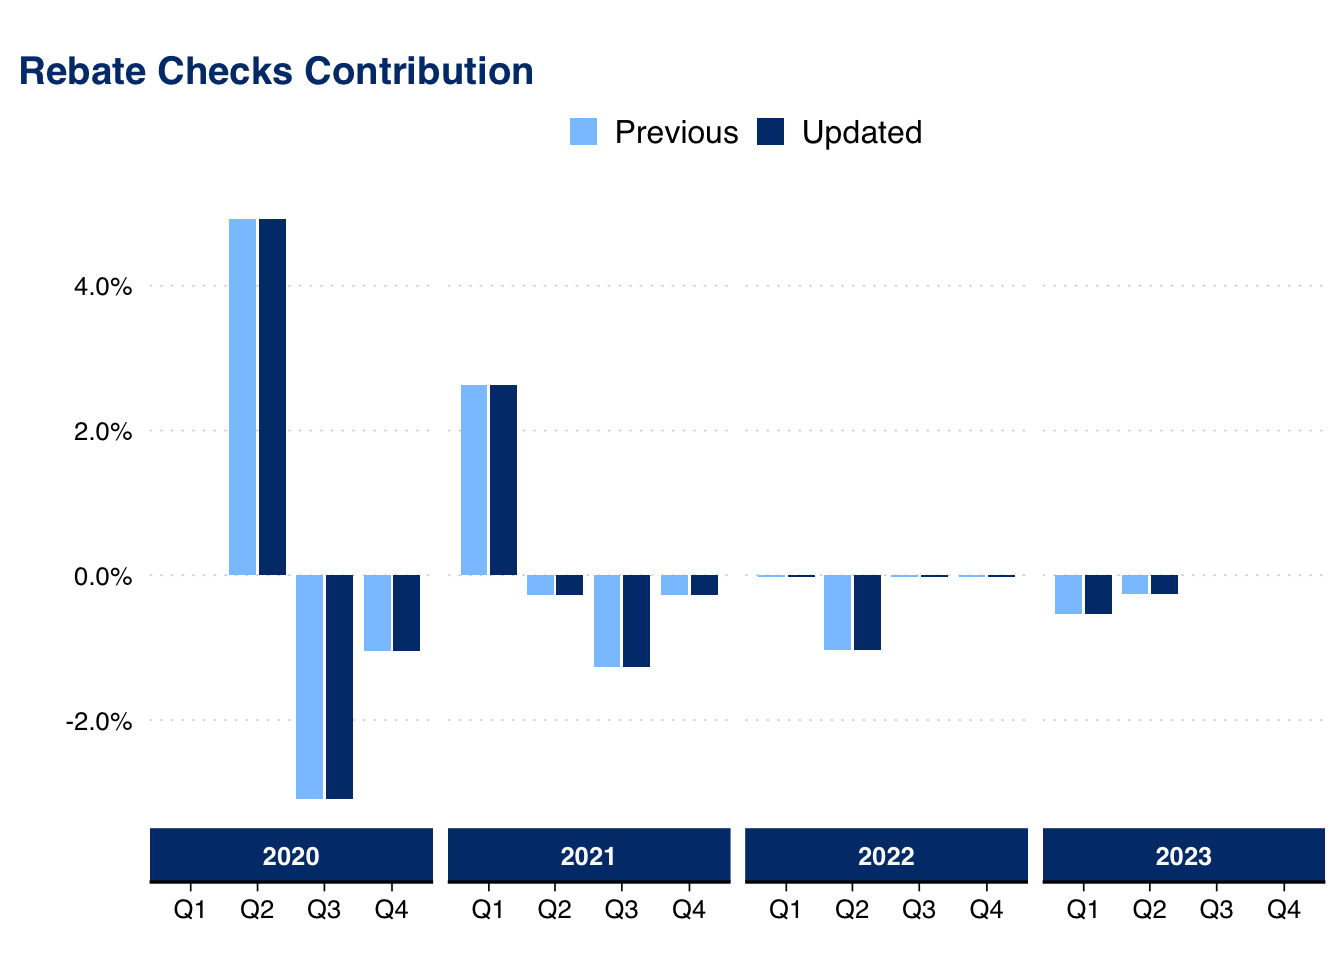 Rebate Checks Contribution
Previous Updated
4.0%
2.0%
0.0%
-2.0%
2020 2021 2022 2023
Q1 Q2 Q3 Q4 Q1 Q2 Q3 Q4 Q1 Q2 Q3 Q4 Q1 Q2 Q3 Q4